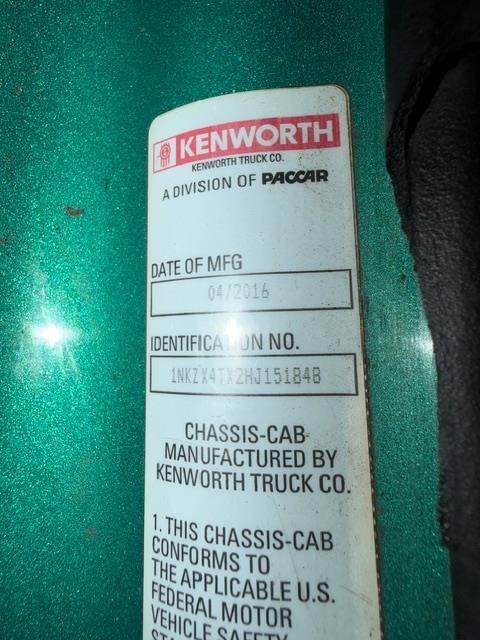 KENWORTH
KENWORTH TRUCK CO.
A DIVISION OF PACCAR
DATE OF MFG
04/2016
IDENTIFICATION NO.
1NKZX4TX2HJ151848
CHASSIS-CAB
MANUFACTURED BY
KENWORTH TRUCK CO.
1. THIS CHASSIS-CAB
CONFORMS TO
THE APPLICABLE U.S.
FEDERAL MOTOR
VEHICLE SAFETY